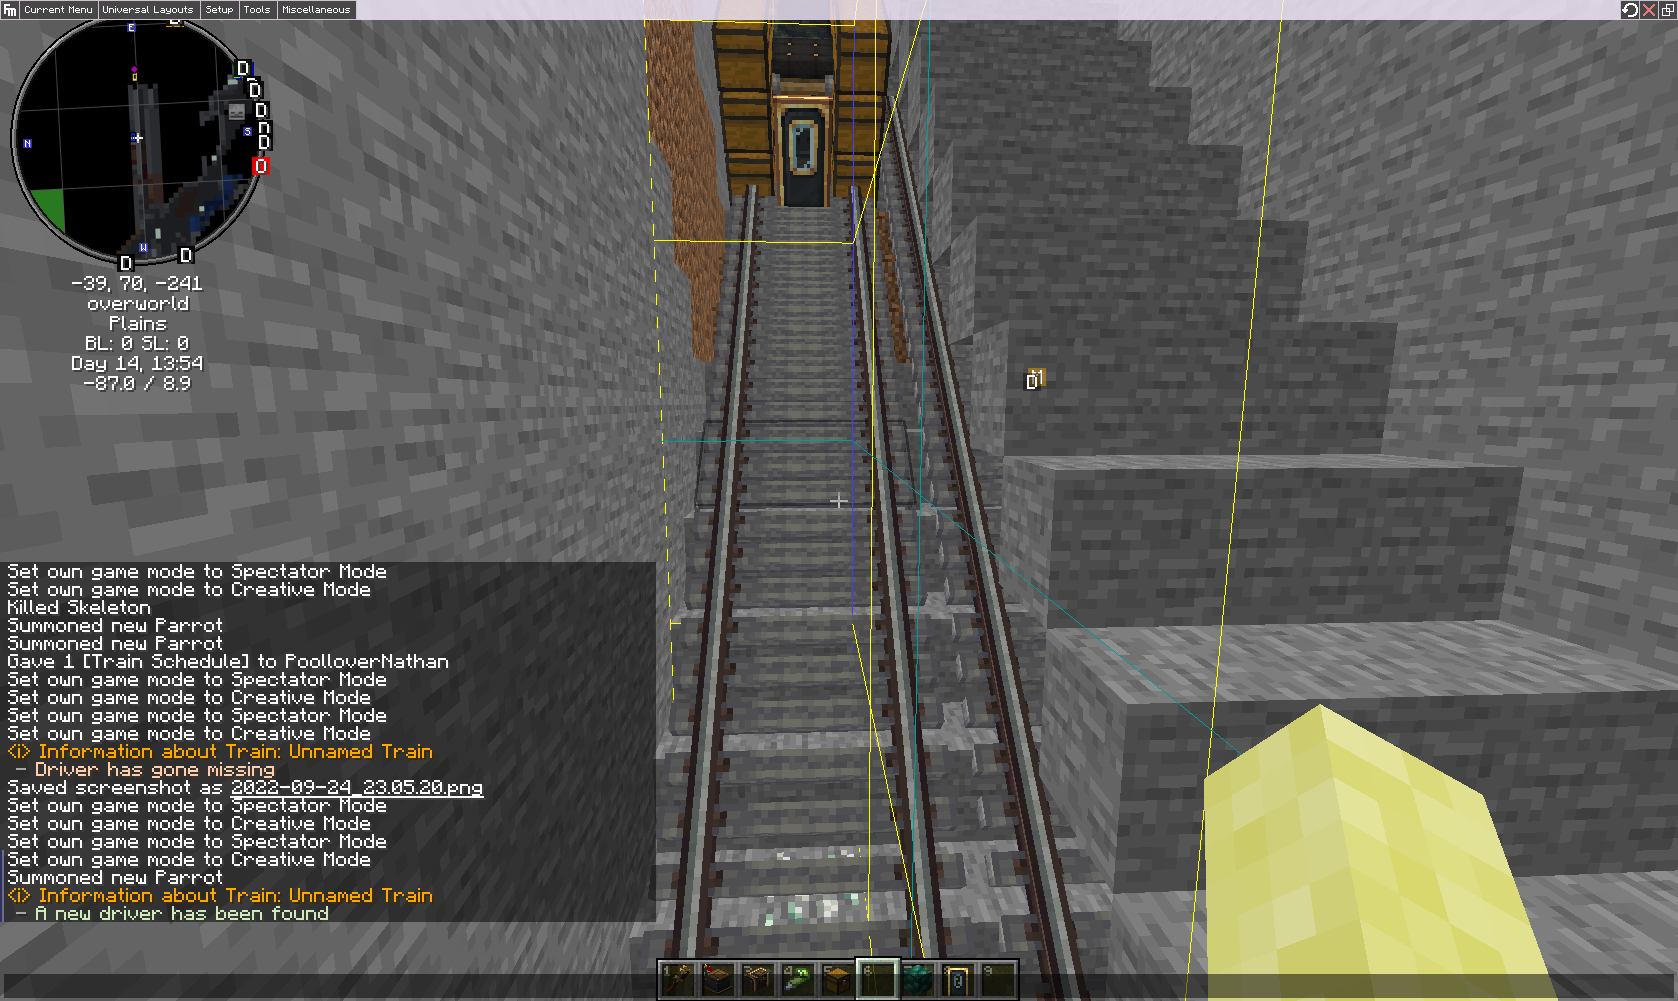 Fm Current Menu Universal Layouts Setup Tools Miscellaneous
E
D
D
D
D
D
D
O
S
N
W
D
D
-39, 70, -241
overworld
Plains
BL: 0 SL: 0
Day 14, 13:54
-87.0 / 8.9
D
Set own game mode to Spectator Mode
Set own game mode to Creative Mode
Killed Skeleton
Summoned new Parrot
Summoned new Parrot
Gave 1 [Train Schedule] to PoolloverNathan
Set own game mode to Spectator Mode
Set own game mode to Creative Mode
Set own game mode to Spectator Mode
Set own game mode to Creative Mode
<i> Information about Train: Unnamed Train
- Driver has gone missing
Saved screenshot as 2022-09-24_23.05.20.png
Set own game mode to Spectator Mode
Set own game mode to Creative Mode
Set own game mode to Spectator Mode
Set own game mode to Creative Mode
Summoned new Parrot
<i> Information about Train: Unnamed Train
- A new driver has been found
1 4 5 6 9